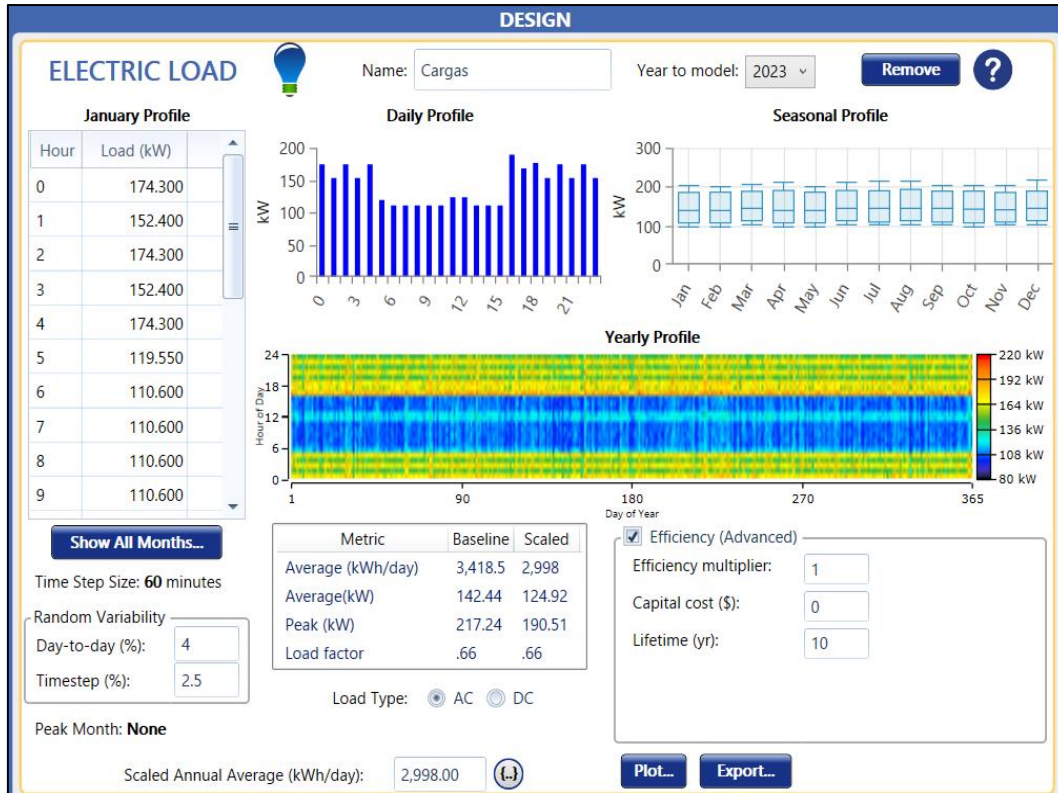 DESIGN
ELECTRIC LOAD
Name: Cargas
Year to model: 2023
Remove
?
January Profile
Hour Load (kW)
0 174.300
1 152.400
2 174.300
3 152.400
4 174.300
5 119.550
6 110.600
7 110.600
8 110.600
9 110.600
Show All Months...
Time Step Size: 60 minutes
Random Variability
Day-to-day (%): 4
Timestep (%): 2.5
Peak Month: None
Daily Profile
200
150
100
50
0
kW
0 3 6 9 12 15 18 21
Seasonal Profile
300
200
100
0
kW
Jan Feb Mar Apr May Jun Jul Aug Sep Oct Nov Dec
Yearly Profile
24
18
12
6
0
Hour of Day
1 90 180 270 365
Day of Year
220 kW
192 kW
164 kW
136 kW
108 kW
80 kW
Metric Baseline Scaled
Average (kWh/day) 3,418.5 2,998
Average(kW) 142.44 124.92
Peak (kW) 217.24 190.51
Load factor .66 .66
Load Type: AC DC
Efficiency (Advanced)
Efficiency multiplier: 1
Capital cost ($): 0
Lifetime (yr): 10
Scaled Annual Average (kWh/day): 2,998.00 {..}
Plot... Export...